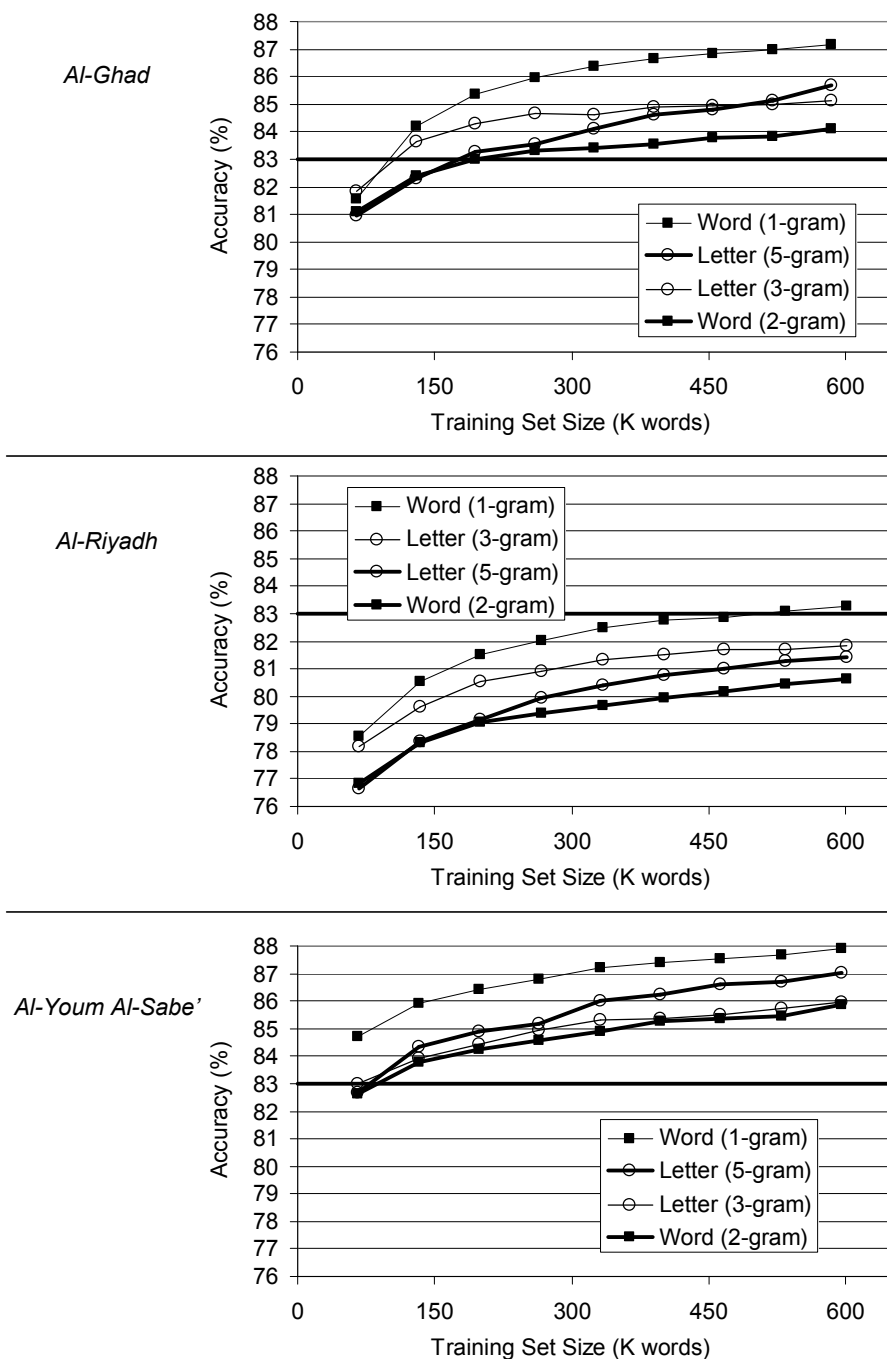 Al-Ghad
Accuracy (%)
88
87
86
85
84
83
82
81
80
79
78
77
76
Word (1-gram)
Letter (5-gram)
Letter (3-gram)
Word (2-gram)
0 150 300 450 600
Training Set Size (K words)
Al-Riyadh
Accuracy (%)
88
87
86
85
84
83
82
81
80
79
78
77
76
Word (1-gram)
Letter (3-gram)
Letter (5-gram)
Word (2-gram)
0 150 300 450 600
Training Set Size (K words)
Al-Youm Al-Sabe’
Accuracy (%)
88
87
86
85
84
83
82
81
80
79
78
77
76
Word (1-gram)
Letter (5-gram)
Letter (3-gram)
Word (2-gram)
0 150 300 450 600
Training Set Size (K words)